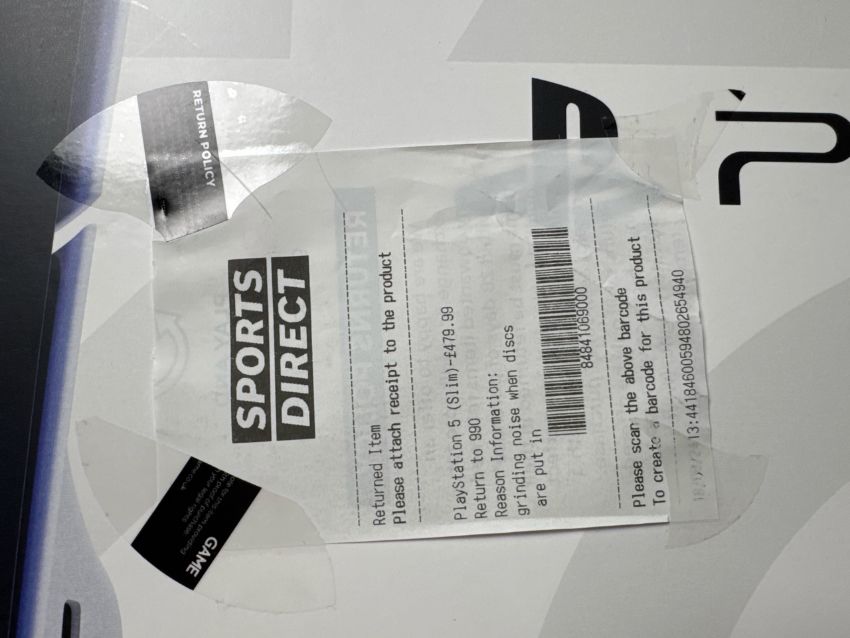 SPORTS
DIRECT
Returned Item
Please attach receipt to the product
PlayStation 5 (Slim)-£479.99
Return to 990
Reason Information:
grinding noise when discs
are put in
84841069000
Please scan the above barcode
To create a barcode for this product
13:44184600594802654940
RETURN POLICY
GAME